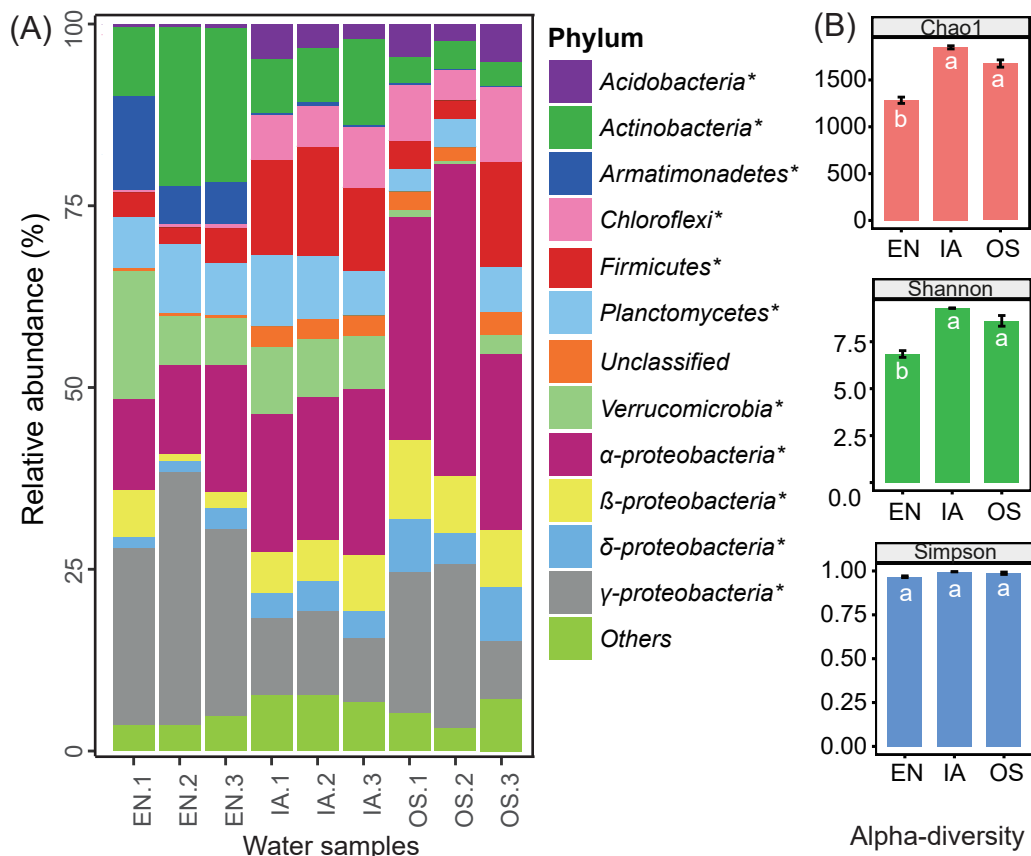 (A)
Relative abundance (%)
100
75
50
25
0
EN.1
EN.2
EN.3
IA.1
IA.2
IA.3
OS.1
OS.2
OS.3
Water samples
Phylum
Acidobacteria*
Actinobacteria*
Armatimonadetes*
Chloroflexi*
Firmicutes*
Planctomycetes*
Unclassified
Verrucomicrobia*
α-proteobacteria*
ß-proteobacteria*
δ-proteobacteria*
γ-proteobacteria*
Others
(B)
Chao1
1500
1000
500
0
b
a
a
EN IA OS
Shannon
7.5
5.0
2.5
0.0
b
a
a
EN IA OS
Simpson
1.00
0.75
0.50
0.25
0.00
a
a
a
EN IA OS
Alpha-diversity